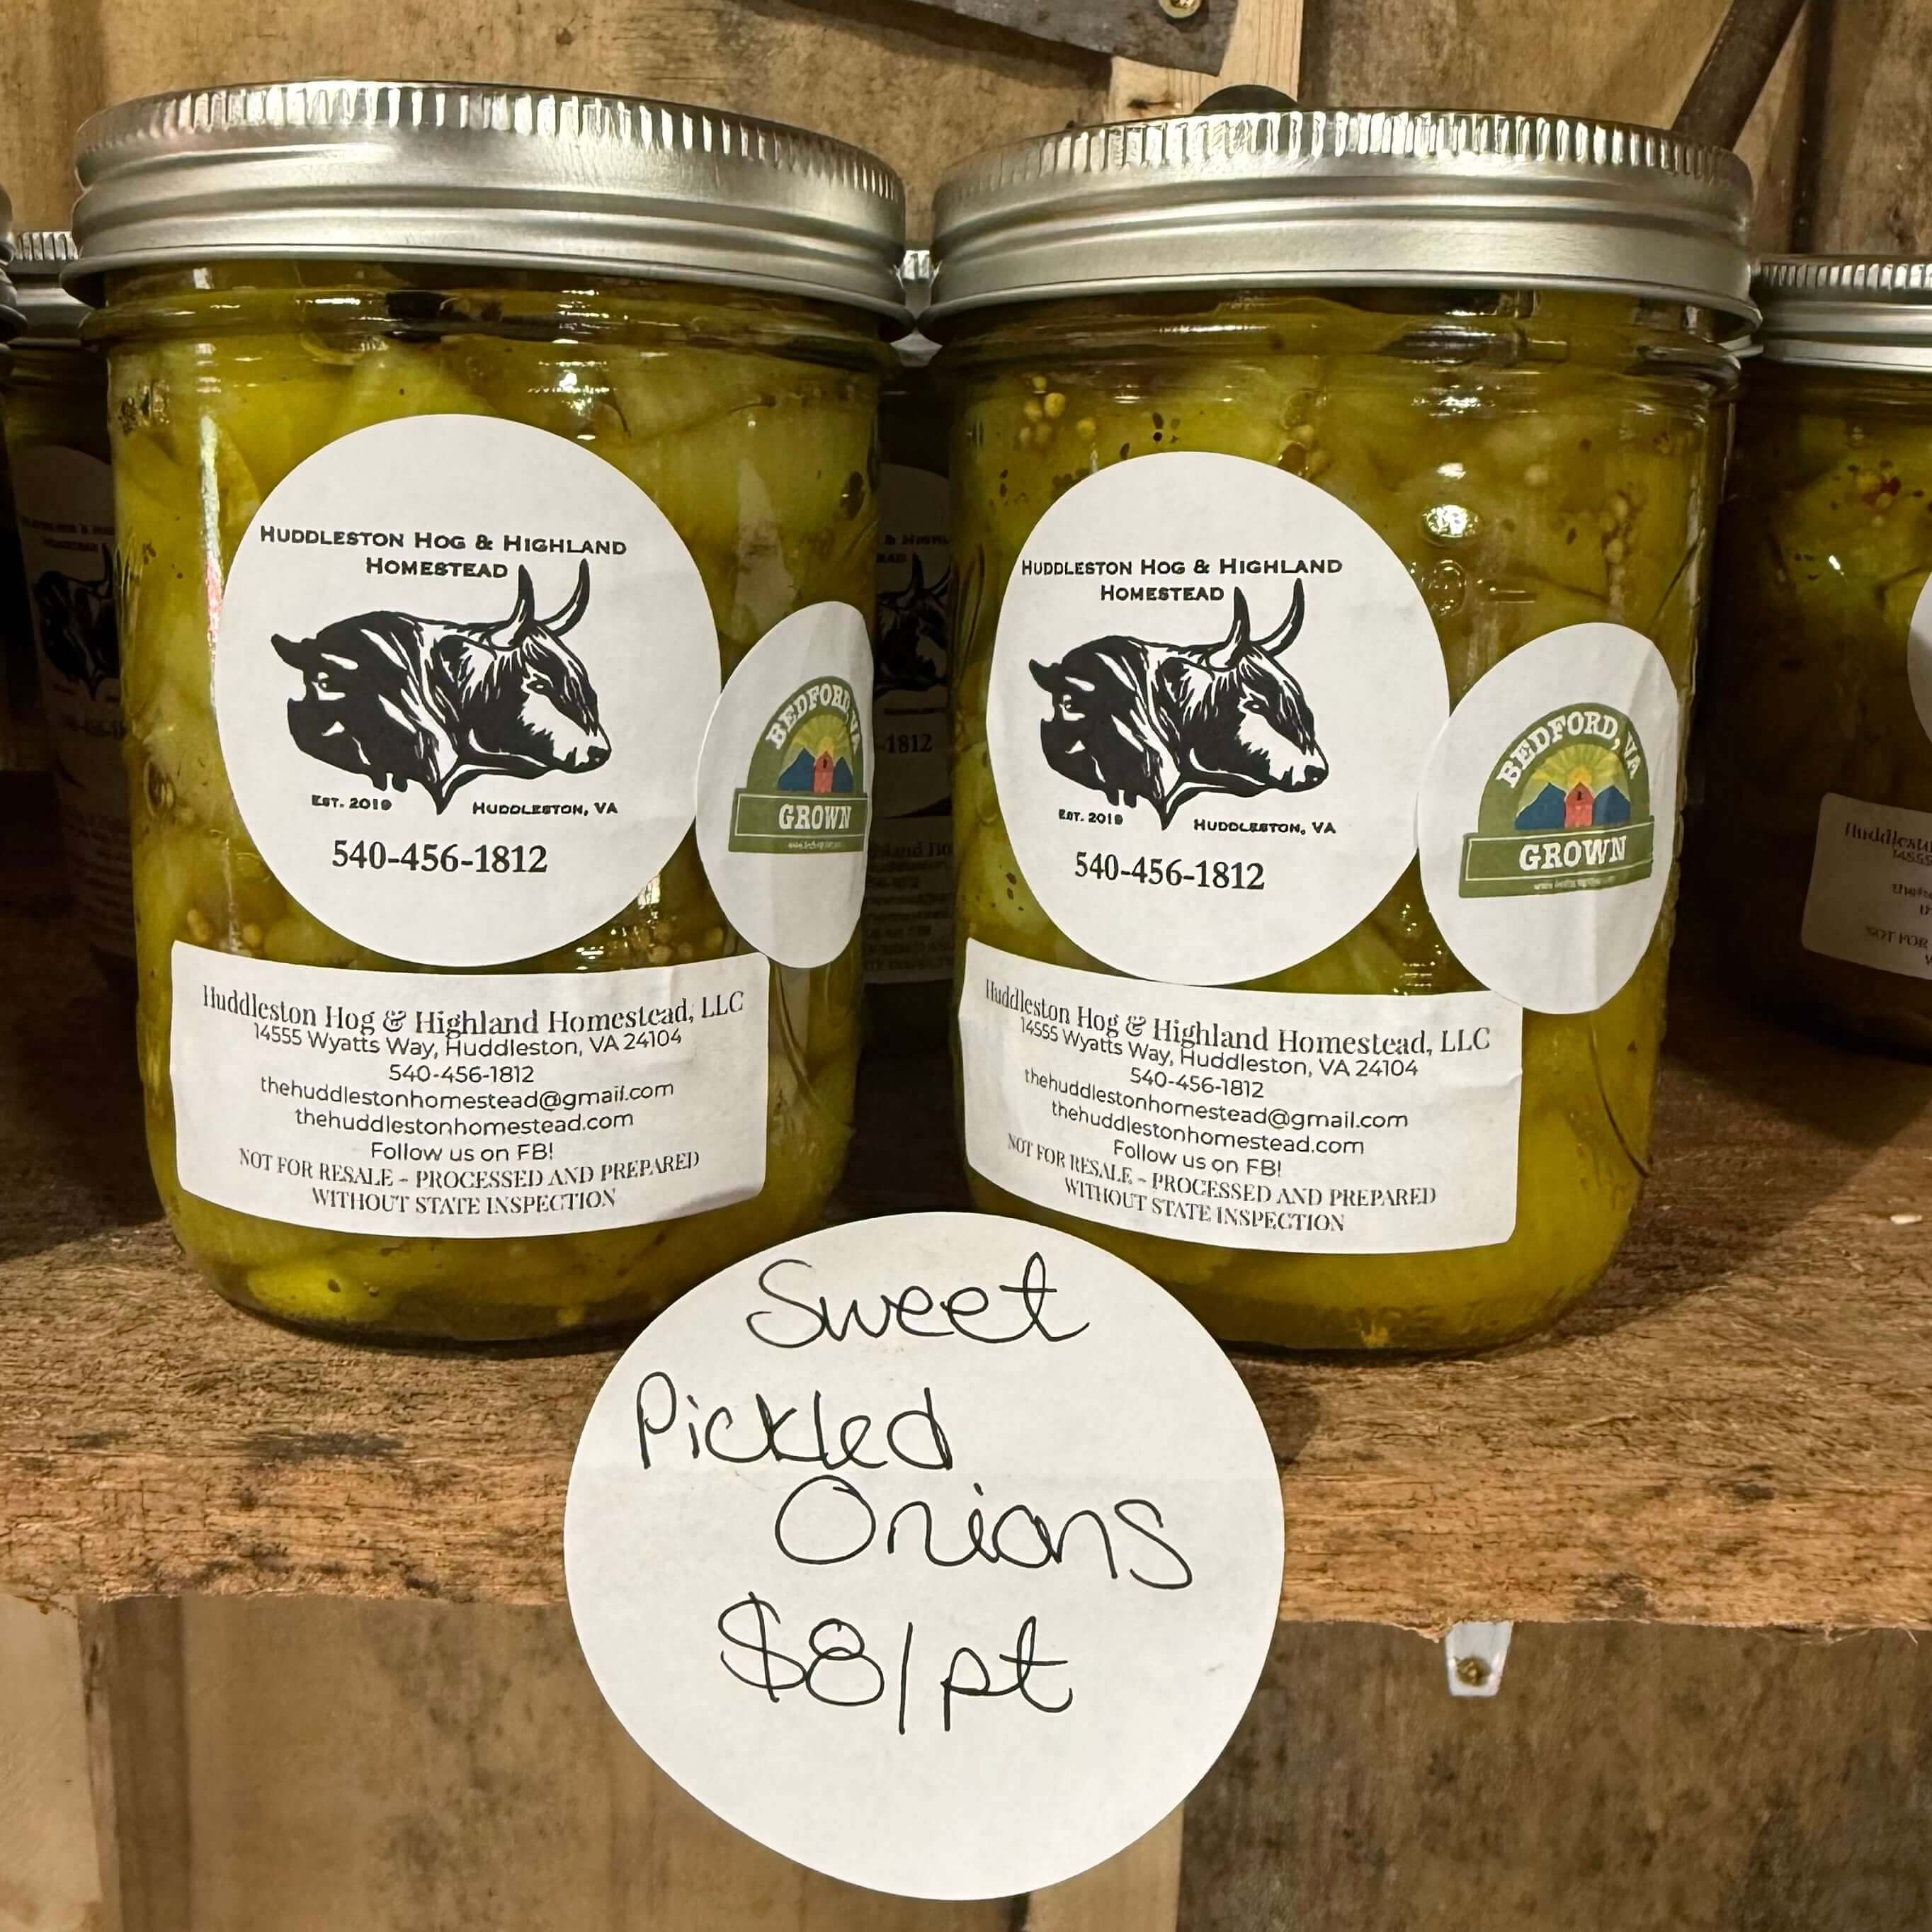 HUDDLESTON HOG & HIGHLAND
HOMESTEAD
EST. 2019
HUDDLESTON, VA
540-456-1812
BEDFORD, VA
GROWN
Huddleston Hog & Highland Homestead, LLC
14555 Wyatts Way, Huddleston, VA 24104
540-456-1812
thehuddlestonhomestead@gmail.com
thehuddlestonhomestead.com
Follow us on FB!
NOT FOR RESALE - PROCESSED AND PREPARED
WITHOUT STATE INSPECTION
HUDDLESTON HOG & HIGHLAND
HOMESTEAD
EST. 2019
HUDDLESTON, VA
540-456-1812
BEDFORD, VA
GROWN
Huddleston Hog & Highland Homestead, LLC
14555 Wyatts Way, Huddleston, VA 24104
540-456-1812
thehuddlestonhomestead@gmail.com
thehuddlestonhomestead.com
Follow us on FB!
NOT FOR RESALE - PROCESSED AND PREPARED
WITHOUT STATE INSPECTION
-1812
NOT FOR
Sweet
Pickled
Onions
$8/pt